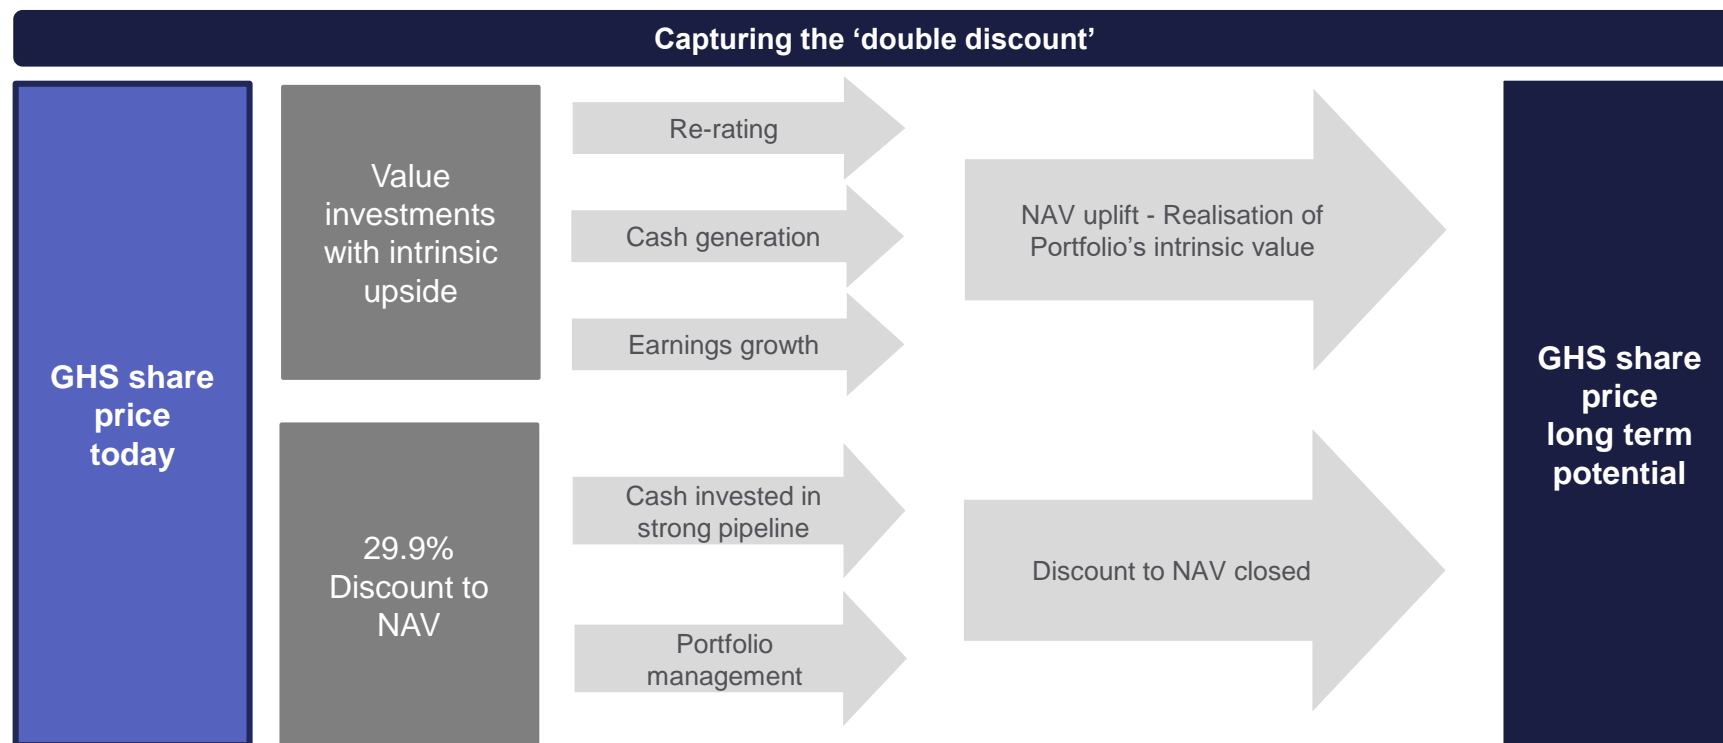 Capturing the ‘double discount’
GHS share
price
today
Value
investments
with intrinsic
upside
Re-rating
Cash generation
Earnings growth
NAV uplift - Realisation of
Portfolio’s intrinsic value
29.9%
Discount to
NAV
Cash invested in
strong pipeline
Portfolio
management
Discount to NAV closed
GHS share
price
long term
potential